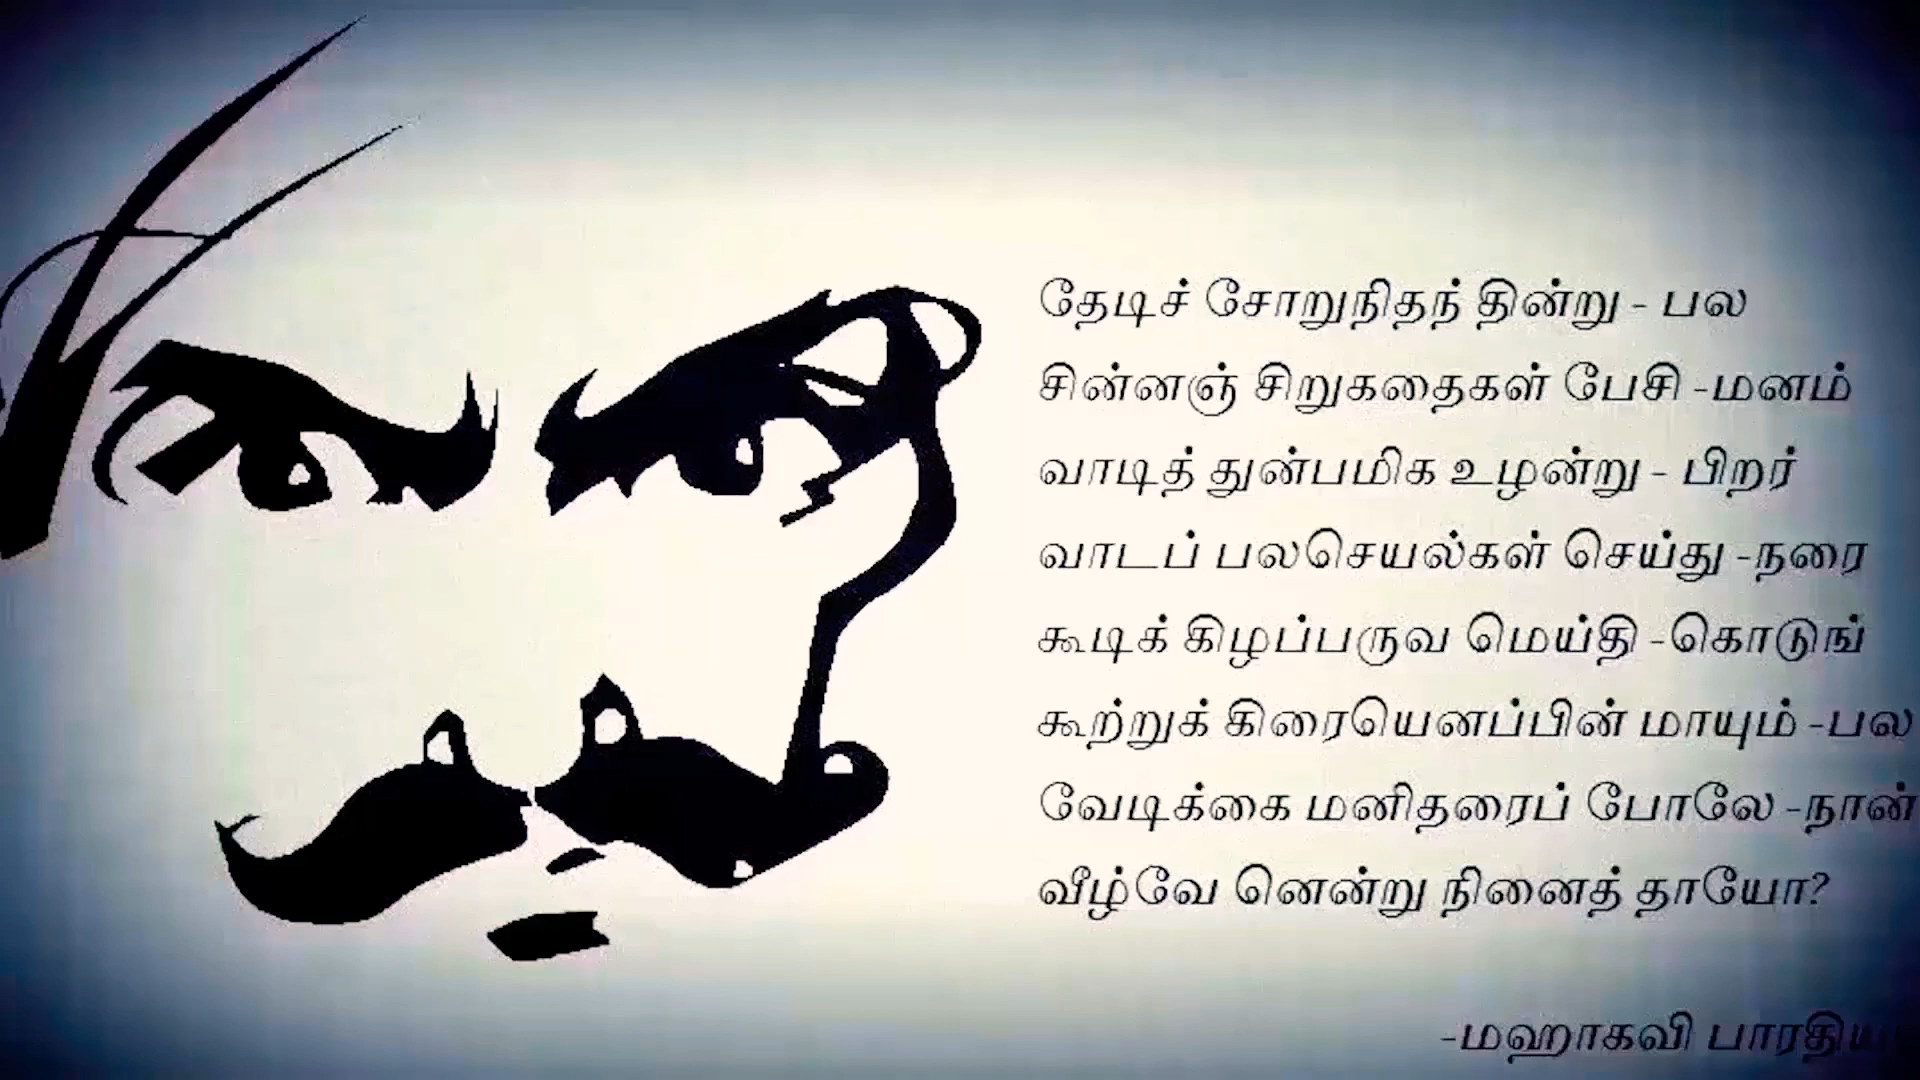 தேடிச் சோறுநிதந் தின்று - பல
சின்னஞ் சிறுகதைகள் பேசி -மனம்
வாடித் துன்பமிக உழன்று - பிறர்
வாடப் பலசெயல்கள் செய்து -நரை
கூடிக் கிழப்பருவ மெய்தி -கொடுங்
கூற்றுக் கிரையெனப்பின் மாயும் -பல
வேடிக்கை மனிதரைப் போலே -நான்
வீழ்வே னென்று நினைத் தாயோ?
-மஹாகவி